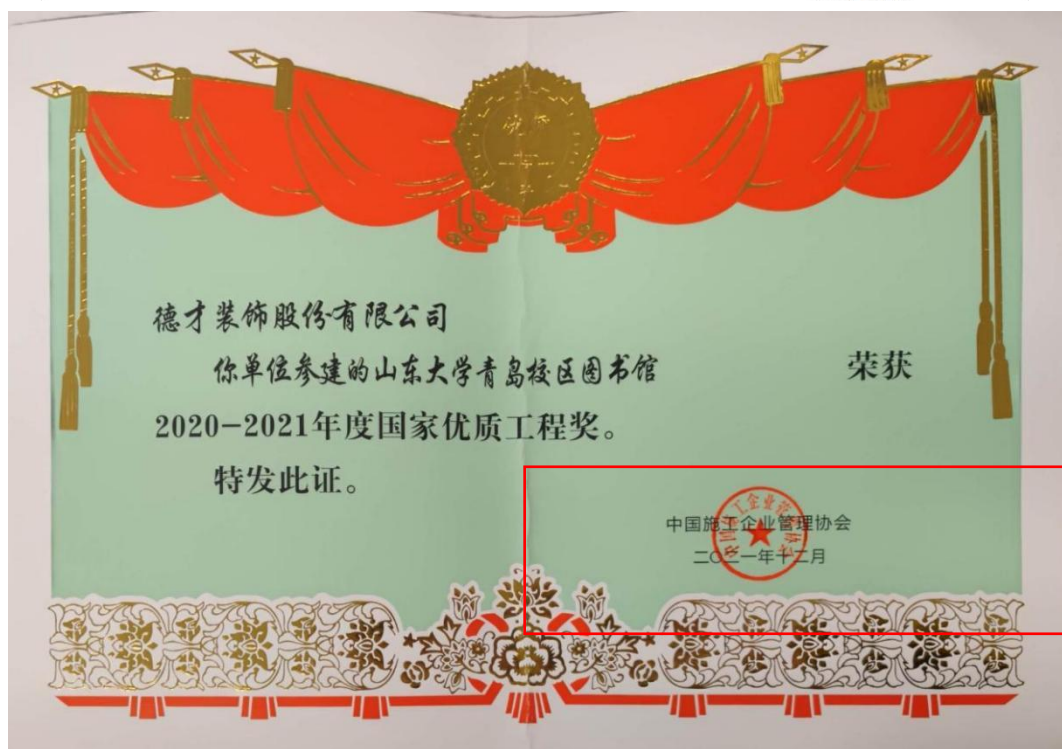 德才装饰股份有限公司
你单位参建的山东大学青岛校区图书馆 荣获
2020-2021年度国家优质工程奖。
特发此证。
中国施工企业管理协会
二〇二一年十二月